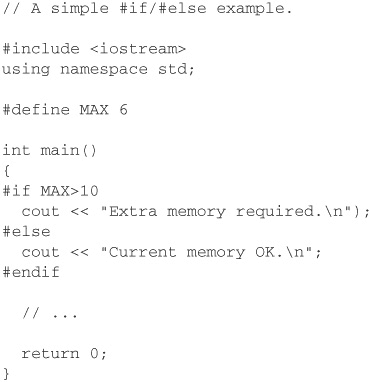 // A simple #if/#else example.
#include <iostream>
using namespace std;
#define MAX 6
int main()
{
#if MAX>10
  cout << "Extra memory required.\n");
#else
  cout << "Current memory OK.\n";
#endif
  // ...
  return 0;
}